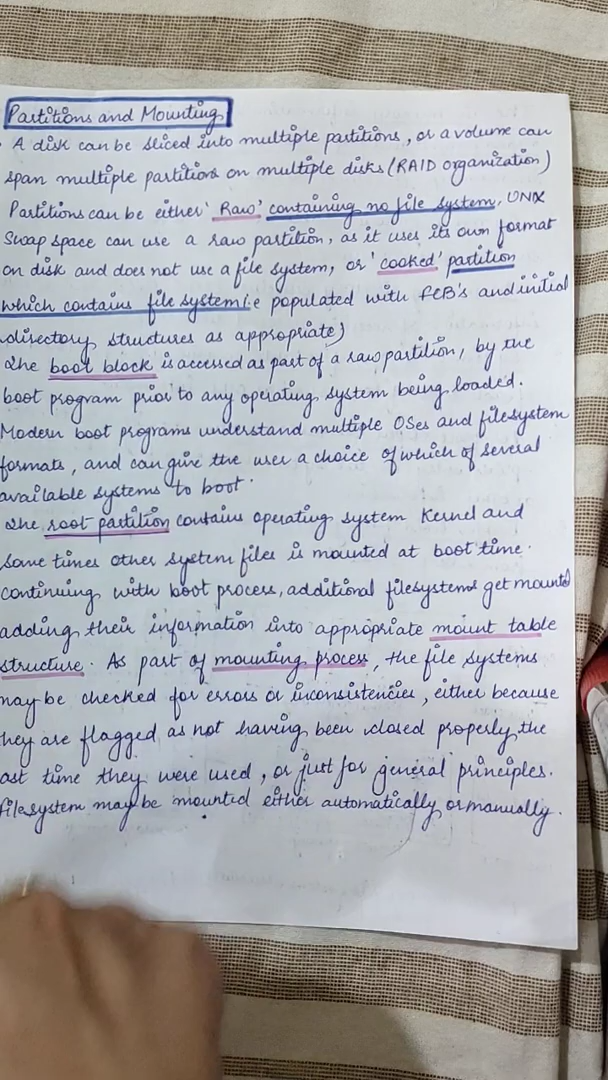 Partitions and Mounting
A disk can be sliced into multiple partitions, or a volume can
span multiple partitions on multiple disks (RAID organization)
Partitions can be either 'Raw' containing no file system, UNIX
Swap space can use a raw partition, as it uses its own format
on disk and does not use a file system, or 'cooked' partition
which contains file system i.e populated with FCB's and initial
directory structures as appropriate)
The boot block is accessed as part of a raw partition, by the
boot program prior to any operating system being loaded.
Modern boot programs understand multiple OSes and filesystem
formats, and can give the user a choice of which of several
available systems to boot.
The root partition contains operating system Kernel and
some times other system files is mounted at boot time.
continuing with boot process, additional filesystems get mounted
adding their information into appropriate mount table
structure. As part of mounting process, the file systems
may be checked for errors or inconsistencies, either because
they are flagged as not having been closed properly the
last time they were used, or just for general principles.
filesystem may be mounted either automatically or manually.